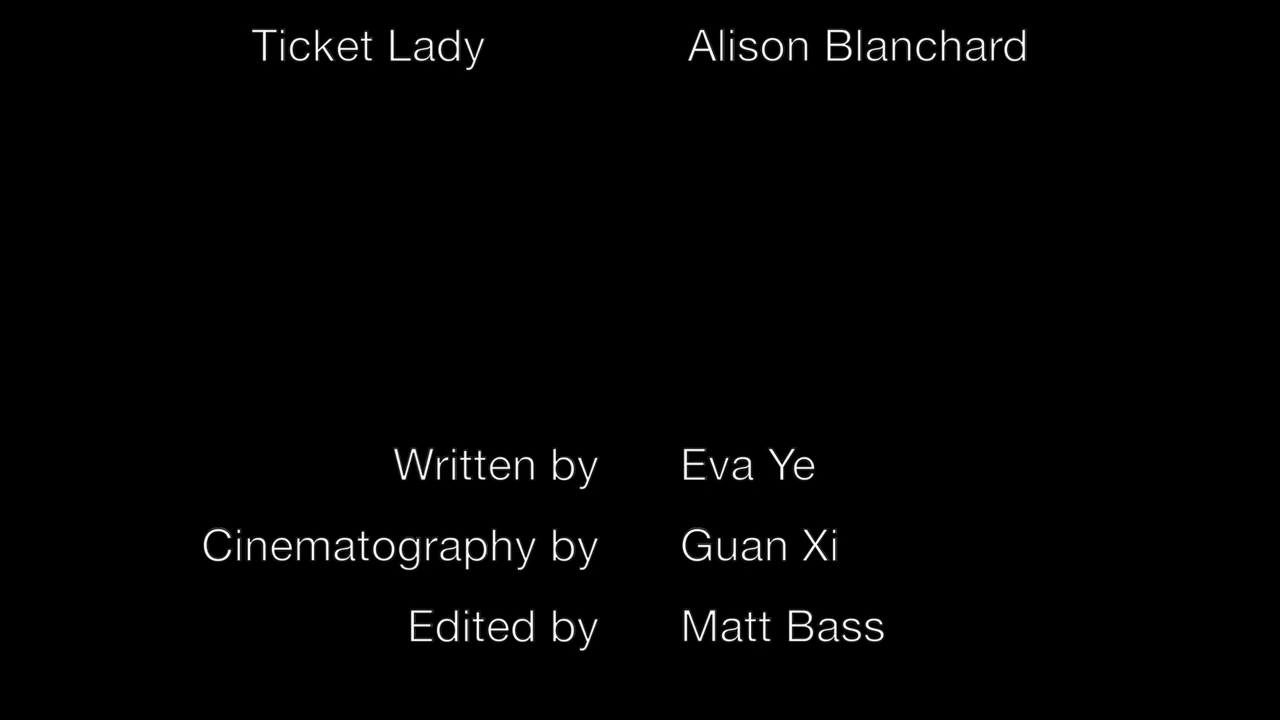 Ticket Lady Alison Blanchard
Written by Eva Ye
Cinematography by Guan Xi
Edited by Matt Bass